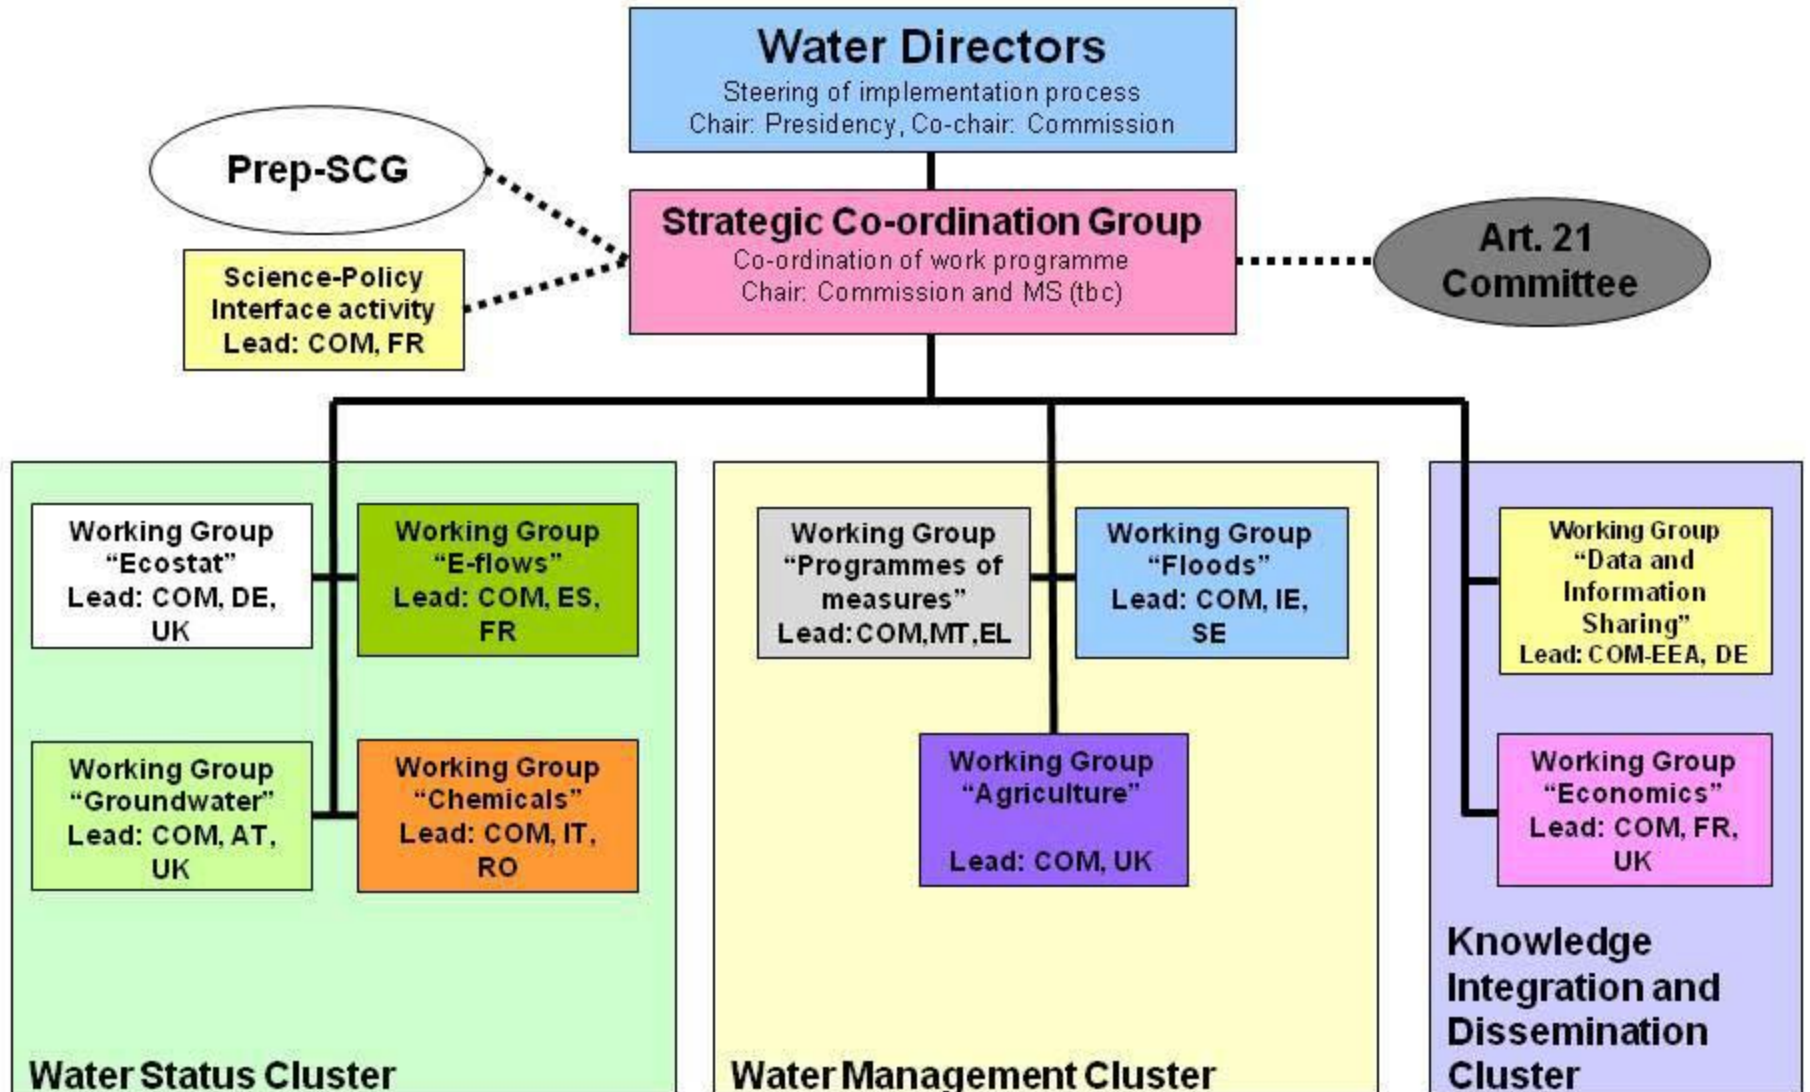 Water Directors
Steering of implementation process
Chair: Presidency, Co-chair: Commission
Prep-SCG
Strategic Co-ordination Group
Co-ordination of work programme
Chair: Commission and MS (tbc)
Art. 21
Committee
Science-Policy
Interface activity
Lead: COM, FR
Working Group
“Ecostat”
Lead: COM, DE,
UK
Working Group
“E-flows”
Lead: COM, ES,
FR
Working Group
“Groundwater”
Lead: COM, AT,
UK
Working Group
“Chemicals”
Lead: COM, IT,
RO
Water Status Cluster
Working Group
“Programmes of
measures”
Lead:COM,MT,EL
Working Group
“Floods”
Lead: COM, IE,
SE
Working Group
“Agriculture”
Lead: COM, UK
Water Management Cluster
Working Group
“Data and
Information
Sharing”
Lead: COM-EEA, DE
Working Group
“Economics”
Lead: COM, FR,
UK
Knowledge
Integration and
Dissemination
Cluster